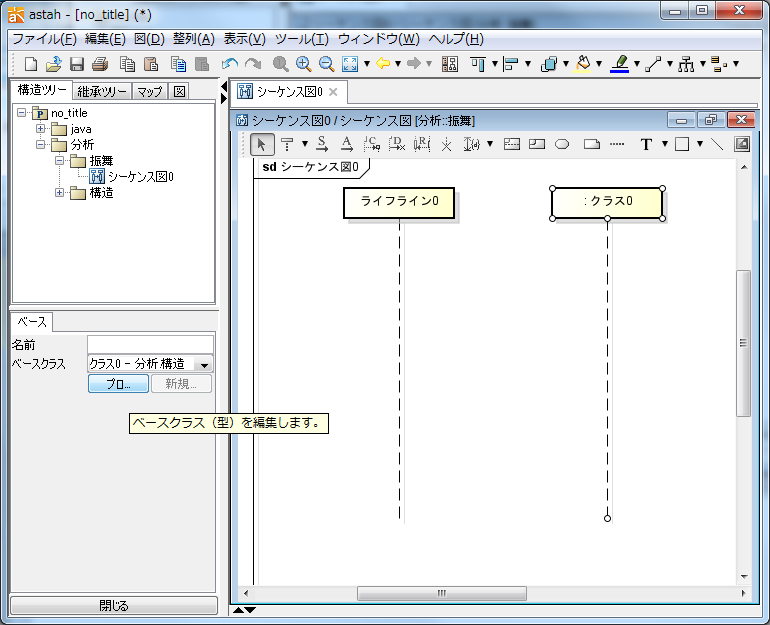 astah - [no_title] (*)
ファイル(F) 編集(E) 図(D) 整列(A) 表示(V) ツール(T) ウィンドウ(W) ヘルプ(H)
構造ツリー 継承ツリー マップ 図
no_title
java
分析
振舞
シーケンス図0
構造
ベース
名前
ベースクラス クラス0 - 分析.構造
プロ... 新規...
ベースクラス（型）を編集します。
閉じる
シーケンス図0
シーケンス図0 / シーケンス図 [分析::振舞]
sd シーケンス図0
ライフライン0
: クラス0